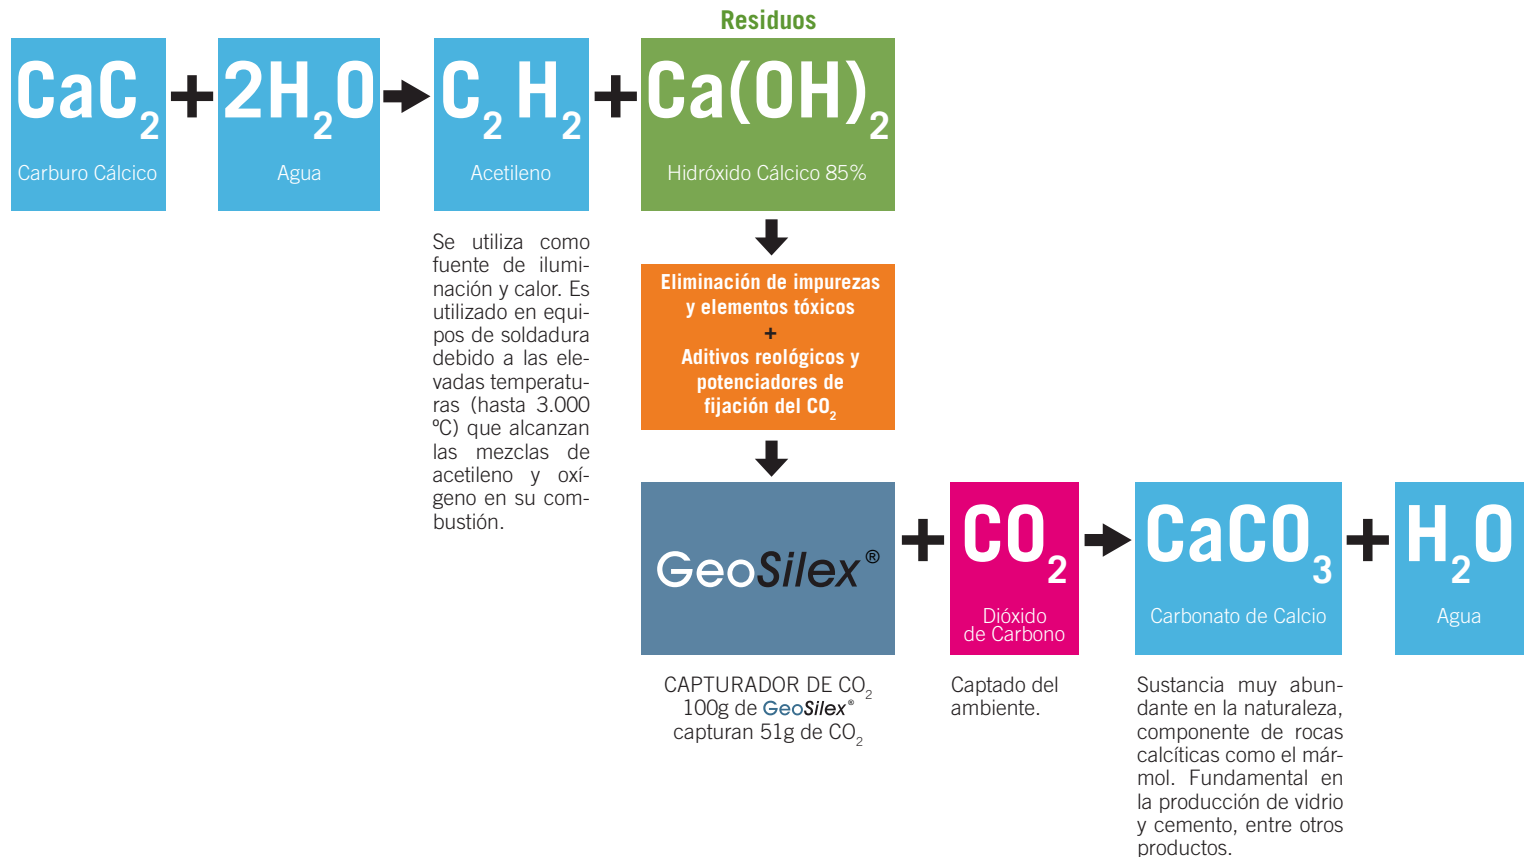 Residuos
CaC₂ + 2H₂O → C₂ H₂ + Ca(OH)₂
Carburo Cálcico
Agua
Acetileno
Hidróxido Cálcico 85%
Se utiliza como
fuente de ilumi-
nación y calor. Es
utilizado en equi-
pos de soldadura
debido a las ele-
vadas temperatu-
ras (hasta 3.000
ºC) que alcanzan
las mezclas de
acetileno y oxí-
geno en su com-
bustión.
Eliminación de impurezas
y elementos tóxicos
+
Aditivos reológicos y
potenciadores de
fijación del CO₂
GeoSilex® + CO₂ → CaCO₃ + H₂O
Dióxido
de Carbono
Carbonato de Calcio
Agua
CAPTURADOR DE CO₂
100g de GeoSilex®
capturan 51g de CO₂
Captado del
ambiente.
Sustancia muy abun-
dante en la naturaleza,
componente de rocas
calcíticas como el már-
mol. Fundamental en
la producción de vidrio
y cemento, entre otros
productos.